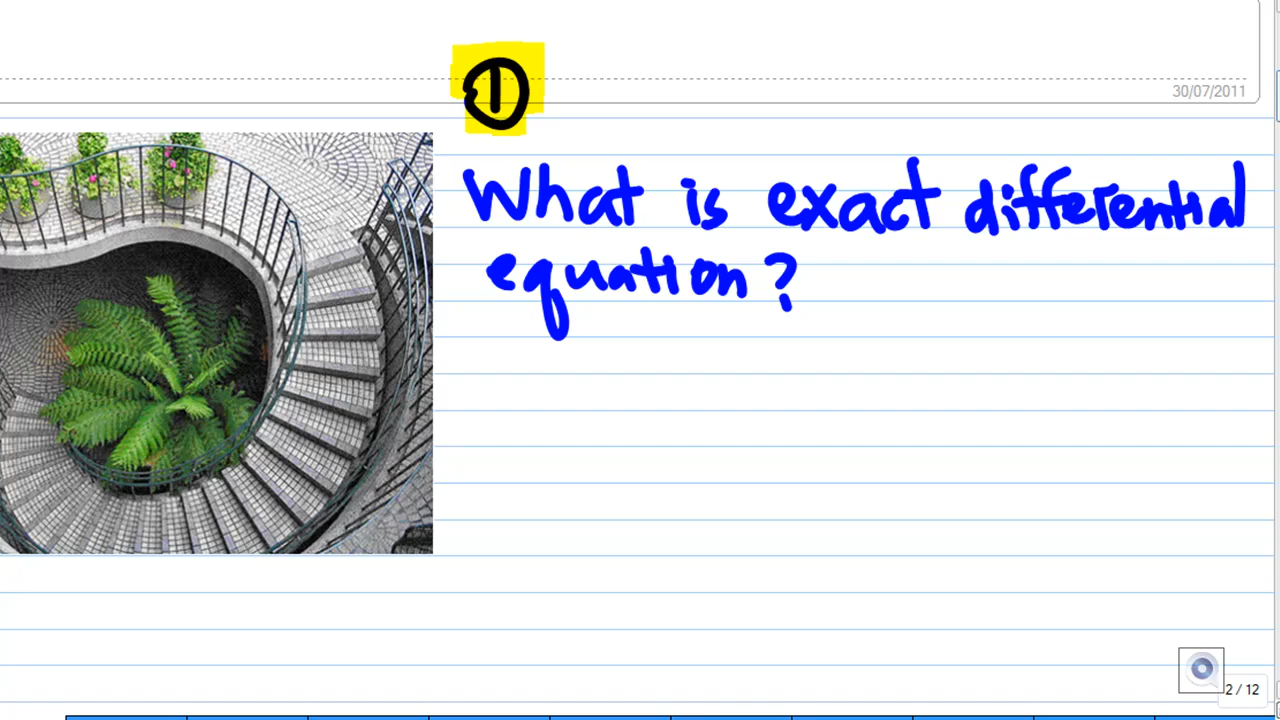 ①
30/07/2011
What is exact differential
equation?
2 / 12